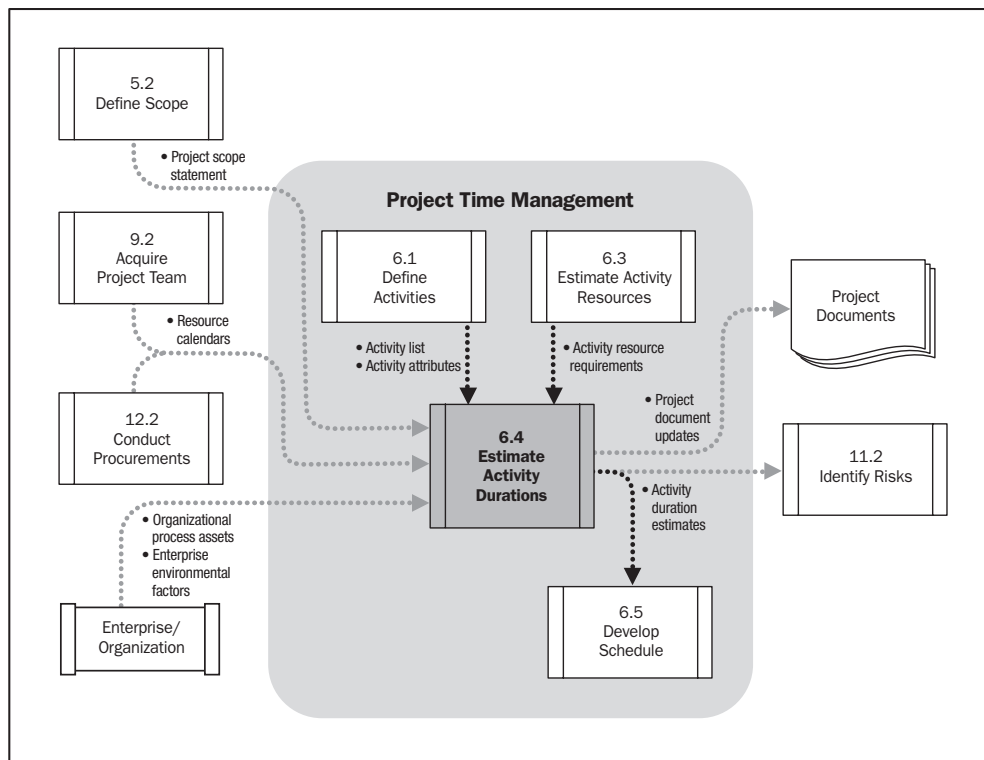 5.2
Define Scope
• Project scope
statement
Project Time Management
9.2
Acquire
Project Team
6.1
Define
Activities
6.3
Estimate Activity
Resources
Project
Documents
• Resource
calendars
• Activity list
• Activity attributes
• Activity resource
requirements
12.2
Conduct
Procurements
6.4
Estimate
Activity
Durations
• Project
document
updates
11.2
Identify Risks
• Activity
duration
estimates
• Organizational
process assets
• Enterprise
environmental
factors
Enterprise/
Organization
6.5
Develop
Schedule